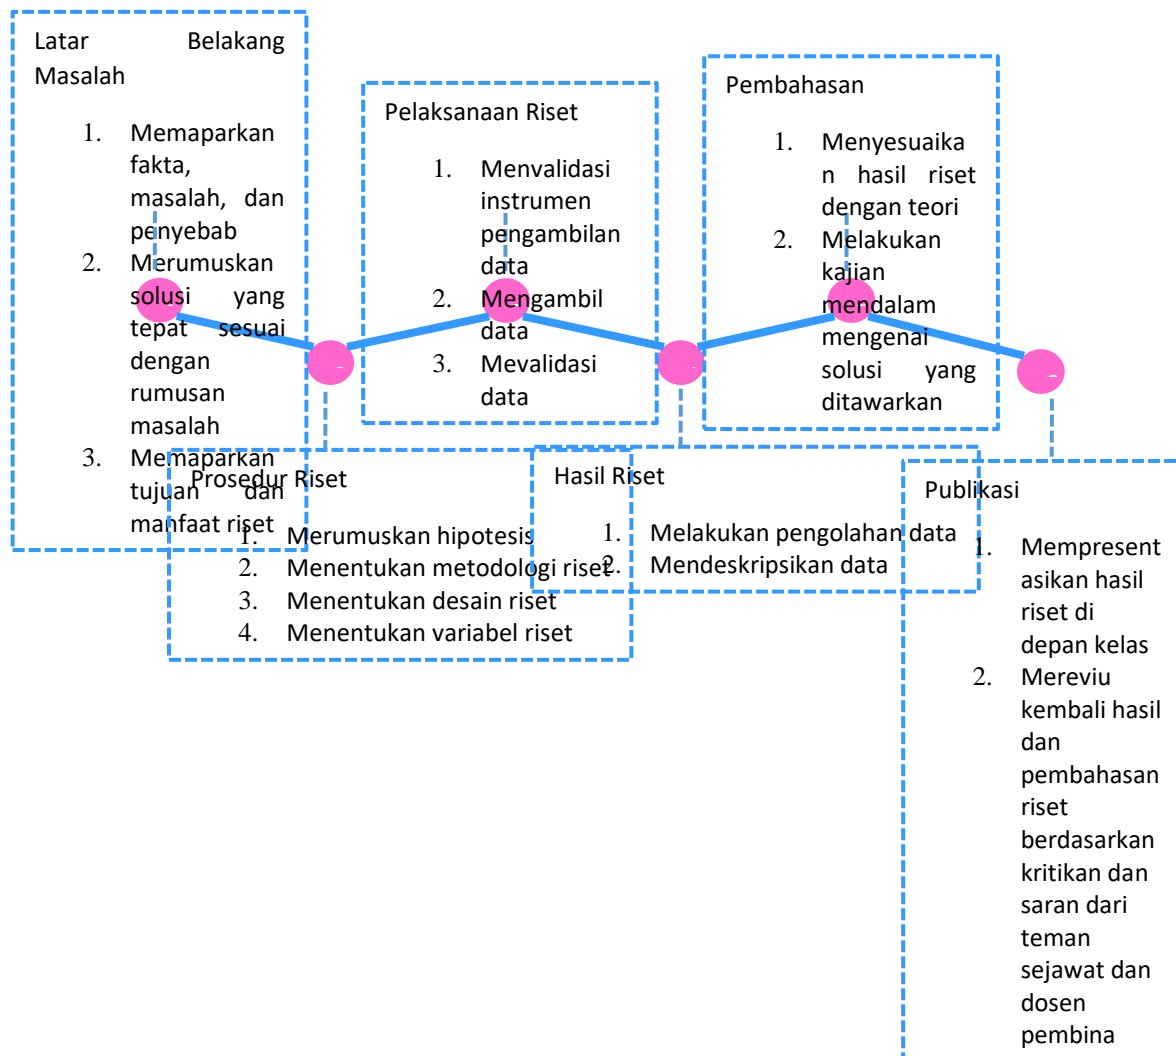 Latar Belakang
Masalah
1. Memaparkan
fakta,
masalah, dan
penyebab
2. Merumuskan
solusi yang
tepat sesuai
dengan
rumusan
masalah
3. Memaparkan
tujuan dan
manfaat riset
Prosedur Riset
1. Merumuskan hipotesis
2. Menentukan metodologi riset
3. Menentukan desain riset
4. Menentukan variabel riset
Pelaksanaan Riset
1. Menvalidasi
instrumen
pengambilan
data
2. Mengambil
data
3. Mevalidasi
data
Hasil Riset
1. Melakukan pengolahan data
2. Mendeskripsikan data
Pembahasan
1. Menyesuaika
n hasil riset
dengan teori
2. Melakukan
kajian
mendalam
mengenai
solusi yang
ditawarkan
Publikasi
1. Mempresent
asikan hasil
riset di
depan kelas
2. Mereviu
kembali hasil
dan
pembahasan
riset
berdasarkan
kritikan dan
saran dari
teman
sejawat dan
dosen
pembina